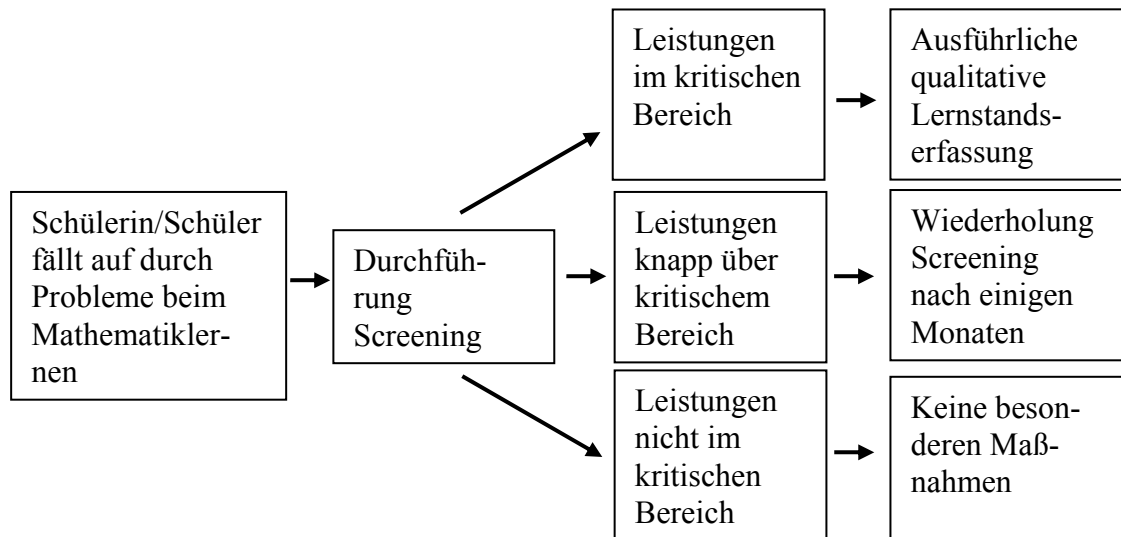 Schülerin/Schüler
fällt auf durch
Probleme beim
Mathematikler-
nen
Durchfüh-
rung
Screening
Leistungen
im kritischen
Bereich
Ausführliche
qualitative
Lernstands-
erfassung
Leistungen
knapp über
kritischem
Bereich
Wiederholung
Screening
nach einigen
Monaten
Leistungen
nicht im
kritischen
Bereich
Keine beson-
deren Maß-
nahmen